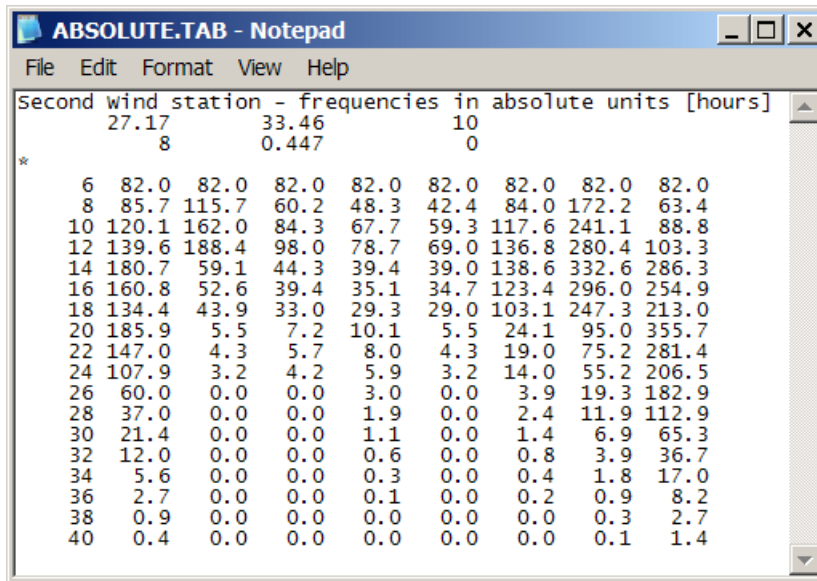 ABSOLUTE.TAB - Notepad
File Edit Format View Help
Second Wind station - frequencies in absolute units [hours]
27.17 33.46 10
8 0.447 0
*
6 82.0 82.0 82.0 82.0 82.0 82.0 82.0 82.0
8 85.7 115.7 60.2 48.3 42.4 84.0 172.2 63.4
10 120.1 162.0 84.3 67.7 59.3 117.6 241.1 88.8
12 139.6 188.4 98.0 78.7 69.0 136.8 280.4 103.3
14 180.7 59.1 44.3 39.4 39.0 138.6 332.6 286.3
16 160.8 52.6 39.4 35.1 34.7 123.4 296.0 254.9
18 134.4 43.9 33.0 29.3 29.0 103.1 247.3 213.0
20 185.9 5.5 7.2 10.1 5.5 24.1 95.0 355.7
22 147.0 4.3 5.7 8.0 4.3 19.0 75.2 281.4
24 107.9 3.2 4.2 5.9 3.2 14.0 55.2 206.5
26 60.0 0.0 0.0 3.0 0.0 3.9 19.3 182.9
28 37.0 0.0 0.0 1.9 0.0 2.4 11.9 112.9
30 21.4 0.0 0.0 1.1 0.0 1.4 6.9 65.3
32 12.0 0.0 0.0 0.6 0.0 0.8 3.9 36.7
34 5.6 0.0 0.0 0.3 0.0 0.4 1.8 17.0
36 2.7 0.0 0.0 0.1 0.0 0.2 0.9 8.2
38 0.9 0.0 0.0 0.0 0.0 0.0 0.3 2.7
40 0.4 0.0 0.0 0.0 0.0 0.0 0.1 1.4